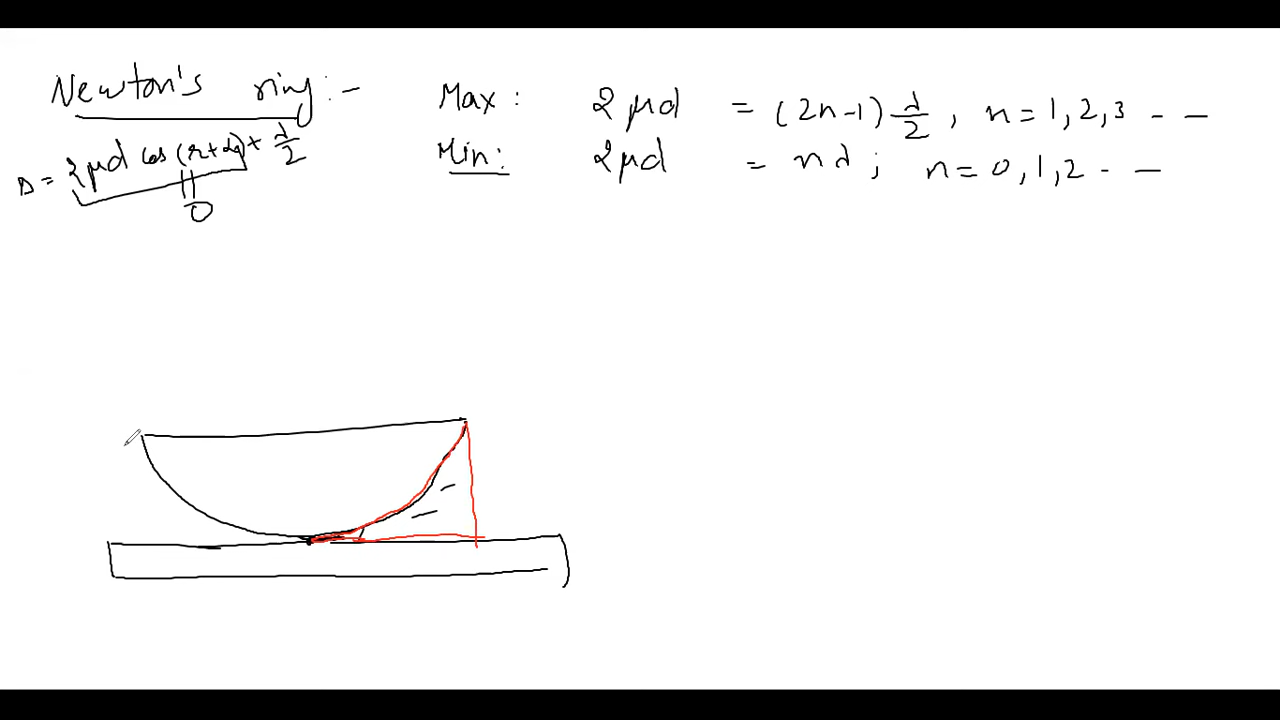 Newton's ring :-
Max : 2μd = (2n-1) λ/2 , n = 1, 2, 3 - -
Δ = 2μd cos (r+α) + λ/2
0
Min : 2μd = nλ ; n = 0, 1, 2 - -